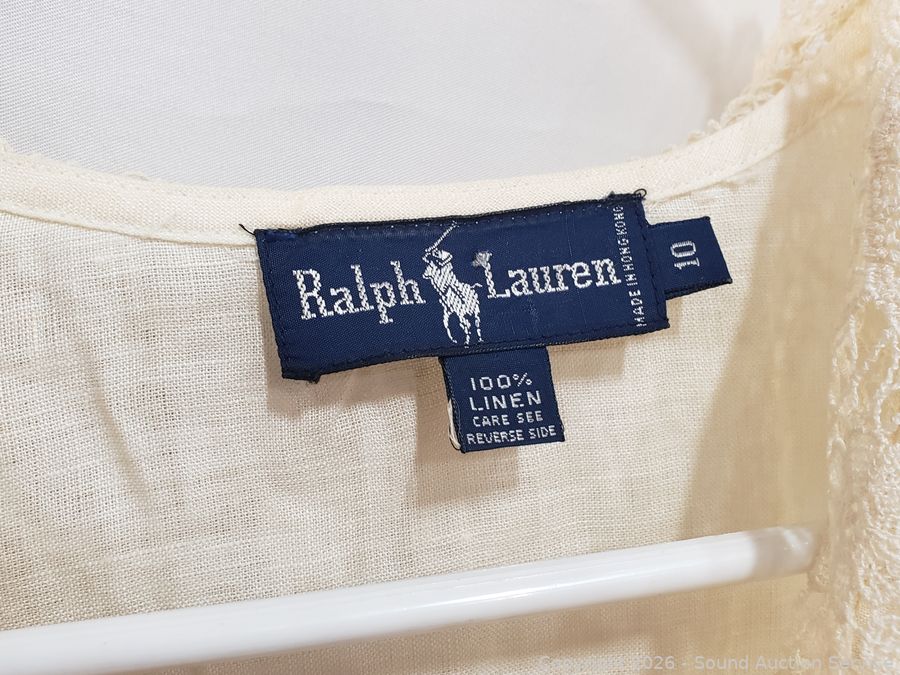 Ralph Lauren
MADE IN HONG KONG
10
100%
LINEN
CARE SEE
REVERSE SIDE
Copyright 2026 - Sound Auction Service